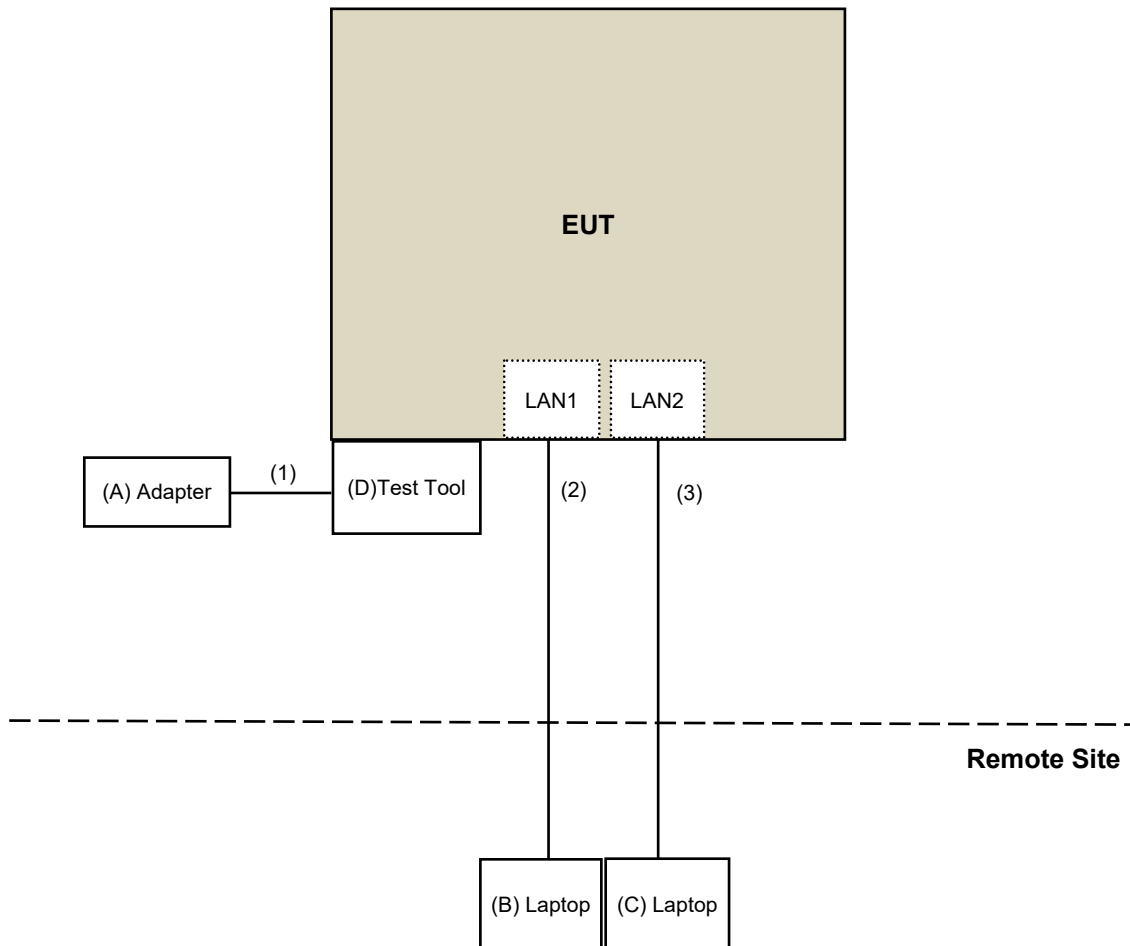 EUT
LAN1
LAN2
(A) Adapter
(1)
(D)Test Tool
(2)
(3)
Remote Site
(B) Laptop
(C) Laptop